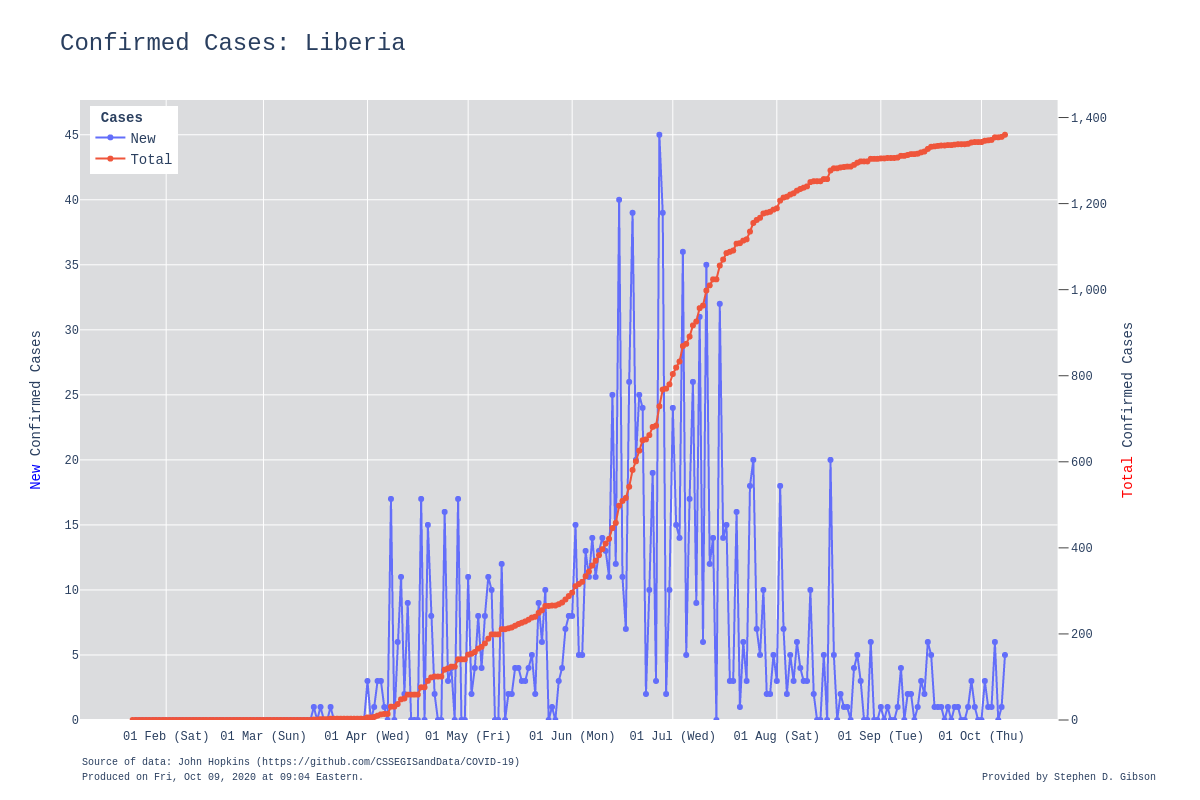 Confirmed Cases: Liberia
Cases
New
Total
45
40
35
30
25
20
15
10
5
0
1,400
1,200
1,000
800
600
400
200
0
New Confirmed Cases
Total Confirmed Cases
01 Feb (Sat) 01 Mar (Sun) 01 Apr (Wed) 01 May (Fri) 01 Jun (Mon) 01 Jul (Wed) 01 Aug (Sat) 01 Sep (Tue) 01 Oct (Thu)
Source of data: John Hopkins (https://github.com/CSSEGISandData/COVID-19)
Produced on Fri, Oct 09, 2020 at 09:04 Eastern.
Provided by Stephen D. Gibson